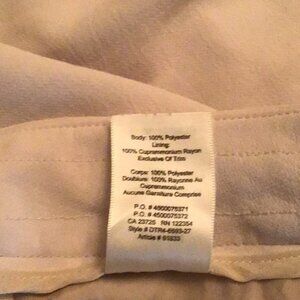 Body: 100% Polyester
Lining:
100% Cuprammonium Rayon
Exclusive Of Trim
Corps: 100% Polyester
Doublure: 100% Rayonne Au
Cuprammonium
Aucune Garniture Comprise
P.O. # 4500075371
P.O. # 4500075372
CA 23725 RN 122354
Style # DTR4-6693-27
Article # 91833